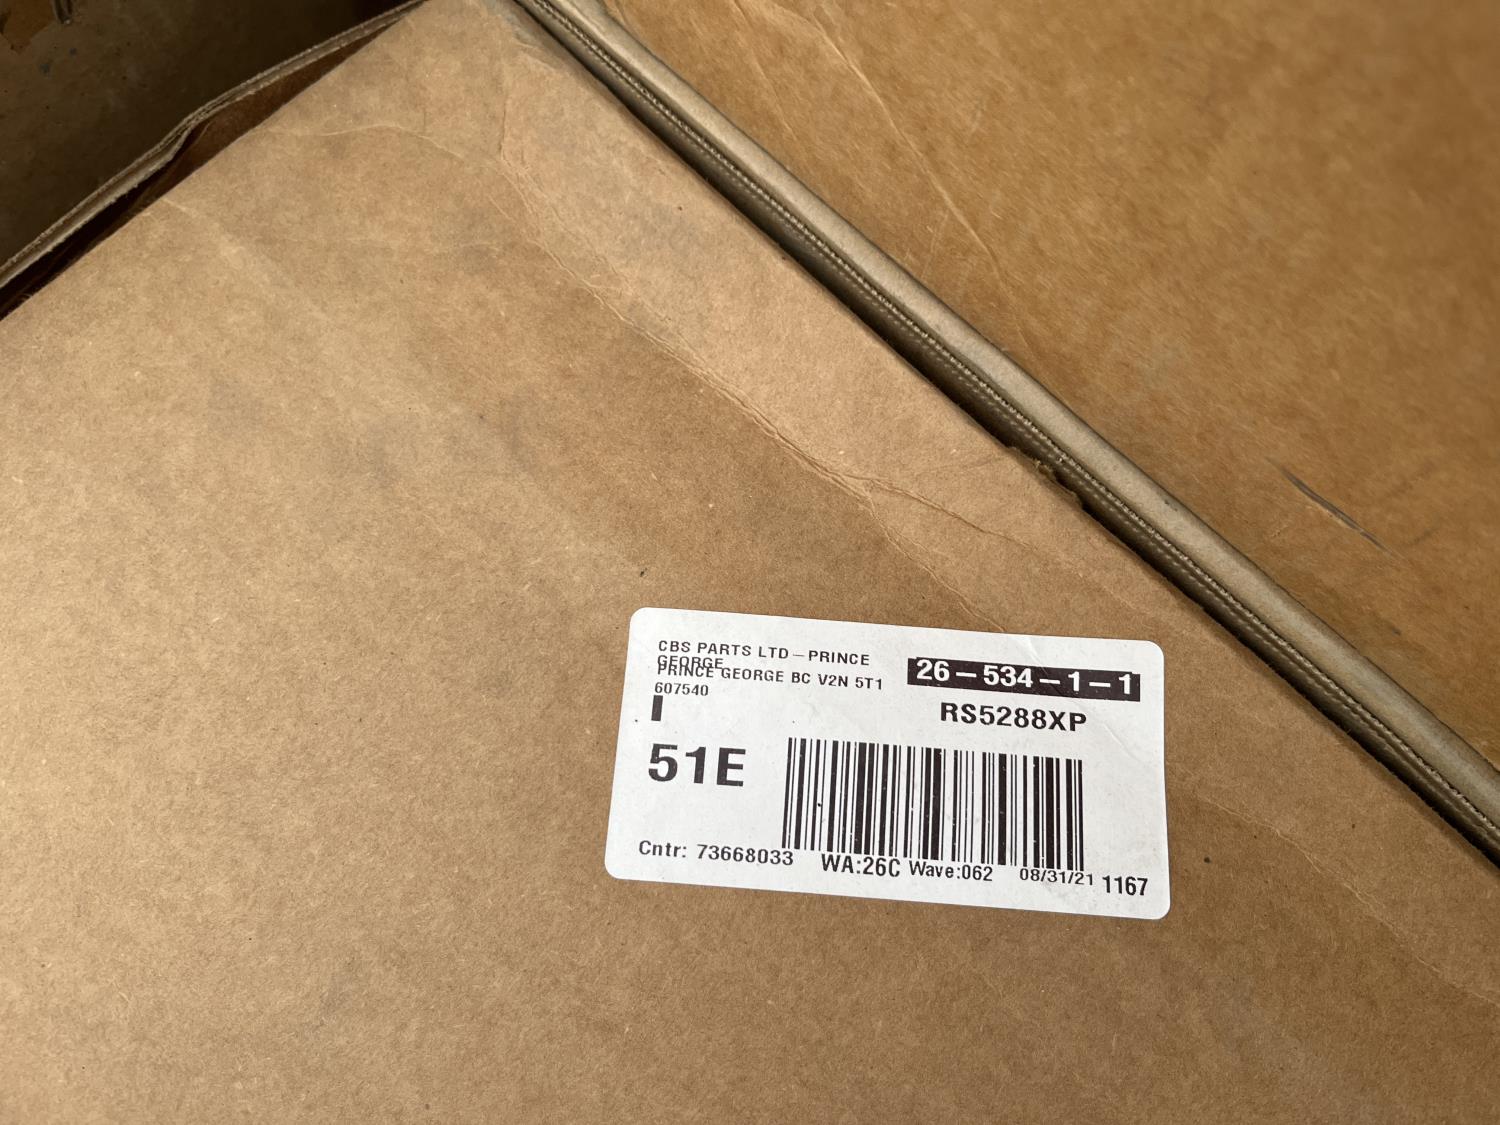 CBS PARTS LTD-PRINCE
GEORGE
PRINCE GEORGE BC V2N 5T1
607540
I
26-534-1-1
RS5288XP
51E
Cntr: 73668033
WA:26C
Wave:062
08/31/21
1167